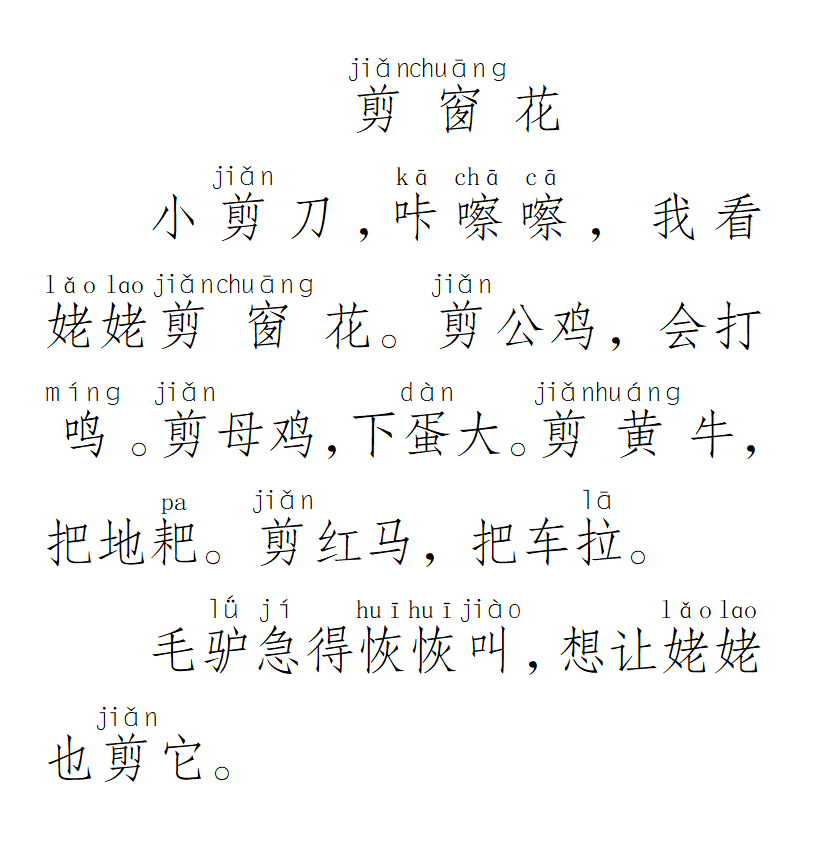 jiǎnchuāng
剪窗花
jiǎn kā chā cā
小剪刀，咔嚓嚓，我看
lǎo lao jiǎnchuāng jiǎn
姥姥剪窗花。剪公鸡，会打
míng jiǎn dàn jiǎnhuáng
鸣。剪母鸡，下蛋大。剪黄牛，
pa jiǎn lā
把地耙。剪红马，把车拉。
lǘ jí huīhuījiào lǎo lao
毛驴急得恢恢叫，想让姥姥
jiǎn
也剪它。